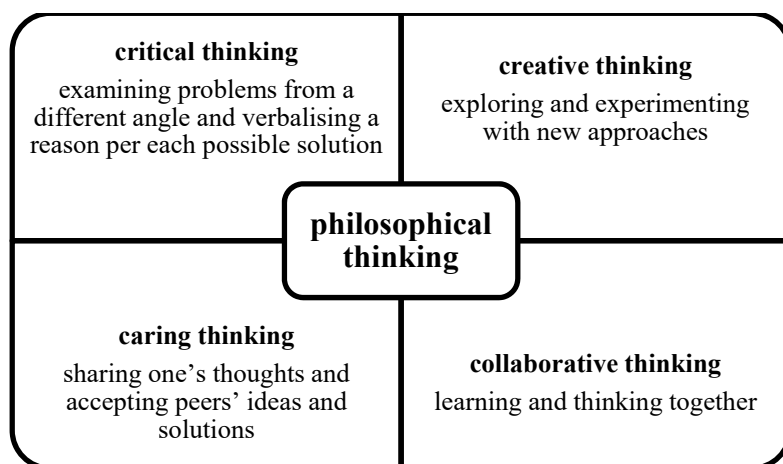 critical thinking
examining problems from a
different angle and verbalising a
reason per each possible solution
creative thinking
exploring and experimenting
with new approaches
philosophical
thinking
caring thinking
sharing one’s thoughts and
accepting peers’ ideas and
solutions
collaborative thinking
learning and thinking together